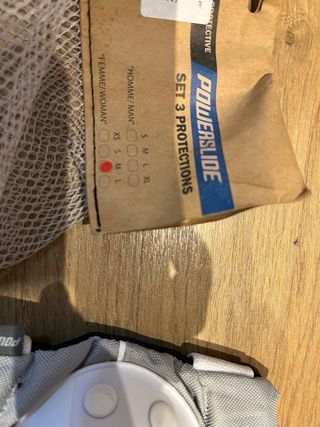 PROTECTIVE
POWERSLIDE
SET 3 PROTECTIONS
"HOMME/MAN"
S
M
L
XL
"FEMME/WOMAN"
XS
S
M
L